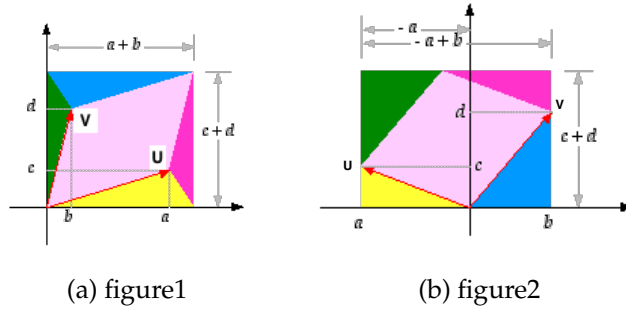 a + b
d
V
U
c + d
c
b
a
(a) figure1
- a
- a + b
V
d
c + d
U
c
a
b
(b) figure2